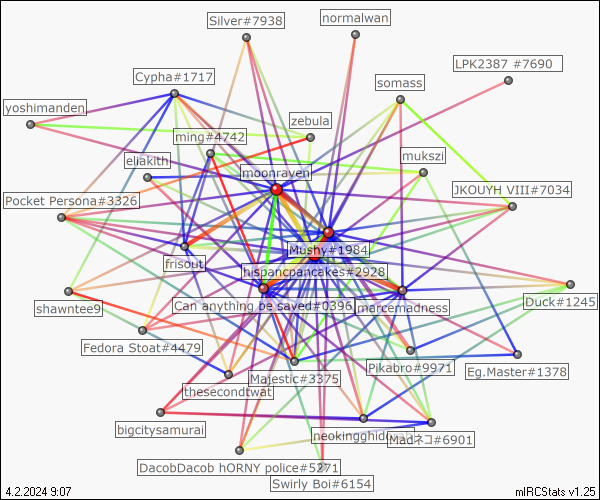 Silver#7938
normalwan
LPK2387 #7690
Cypha#1717
somass
yoshimanden
zebula
ming#4742
mukszi
eliakith
moonraven
JKOUYH VIII#7034
Pocket Persona#3326
Mushy#1984
frisout
hispancpancakes#2928
shawntee9
Can anything be saved#0396
marcemadness
Duck#1245
Fedora Stoat#4479
Pikabro#9971
Majestic#3375
Eg.Master#1378
thesecondtwat
bigcitysamurai
Madネコ#6901
DacobDacob hORNY police#5271
Swirly Boi#6154
4.2.2024 9:07
mIRCStats v1.25